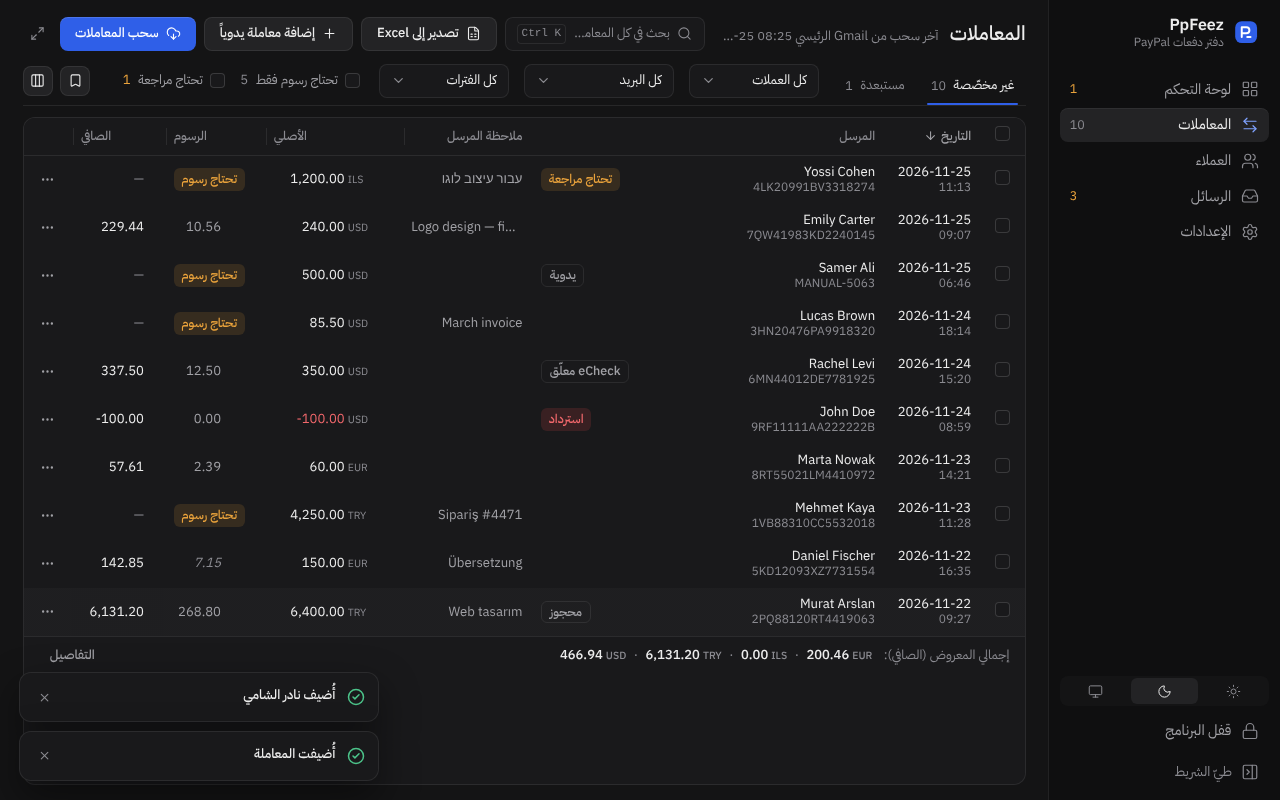 PpFeez
دفتر دفعات PayPal
لوحة التحكم 1
المعاملات 10
العملاء
الرسائل 3
الإعدادات
قفل البرنامج
طيّ الشريط
المعاملات
آخر سحب من Gmail الرئيسي 08:25 25-...
بحث في كل المعامـ... Ctrl K
تصدير إلى Excel
إضافة معاملة يدوياً
سحب المعاملات
غير مخصّصة 10
مستبعدة 1
كل العملات
كل البريد
كل الفترات
تحتاج رسوم فقط 5
تحتاج مراجعة 1
التاريخ المرسل ملاحظة المرسل الأصلي الرسوم الصافي
2026-11-25 Yossi Cohen تحتاج مراجعة עבור עיצוב לוגו 1,200.00 ILS تحتاج رسوم —
11:13 4LK20991BV3318274
2026-11-25 Emily Carter Logo design — fi... 240.00 USD 10.56 229.44
09:07 7QW41983KD2240145
2026-11-25 Samer Ali يدوية 500.00 USD تحتاج رسوم —
06:46 MANUAL-5063
2026-11-24 Lucas Brown March invoice 85.50 USD تحتاج رسوم —
18:14 3HN20476PA9918320
2026-11-24 Rachel Levi eCheck معلّق 350.00 USD 12.50 337.50
15:20 6MN44012DE7781925
2026-11-24 John Doe استرداد -100.00 USD 0.00 -100.00
08:59 9RF11111AA222222B
2026-11-23 Marta Nowak 60.00 EUR 2.39 57.61
14:21 8RT55021LM4410972
2026-11-23 Mehmet Kaya Sipariş #4471 4,250.00 TRY تحتاج رسوم —
11:28 1VB88310CC5532018
2026-11-22 Daniel Fischer Übersetzung 150.00 EUR 7.15 142.85
16:35 5KD12093XZ7731554
2026-11-22 Murat Arslan محجوز Web tasarım 6,400.00 TRY 268.80 6,131.20
09:27 2PQ88120RT4419063
إجمالي المعروض (الصافي): 200.46 EUR · 0.00 ILS · 6,131.20 TRY · 466.94 USD
التفاصيل
أُضيف نادر الشامي
أُضيفت المعاملة